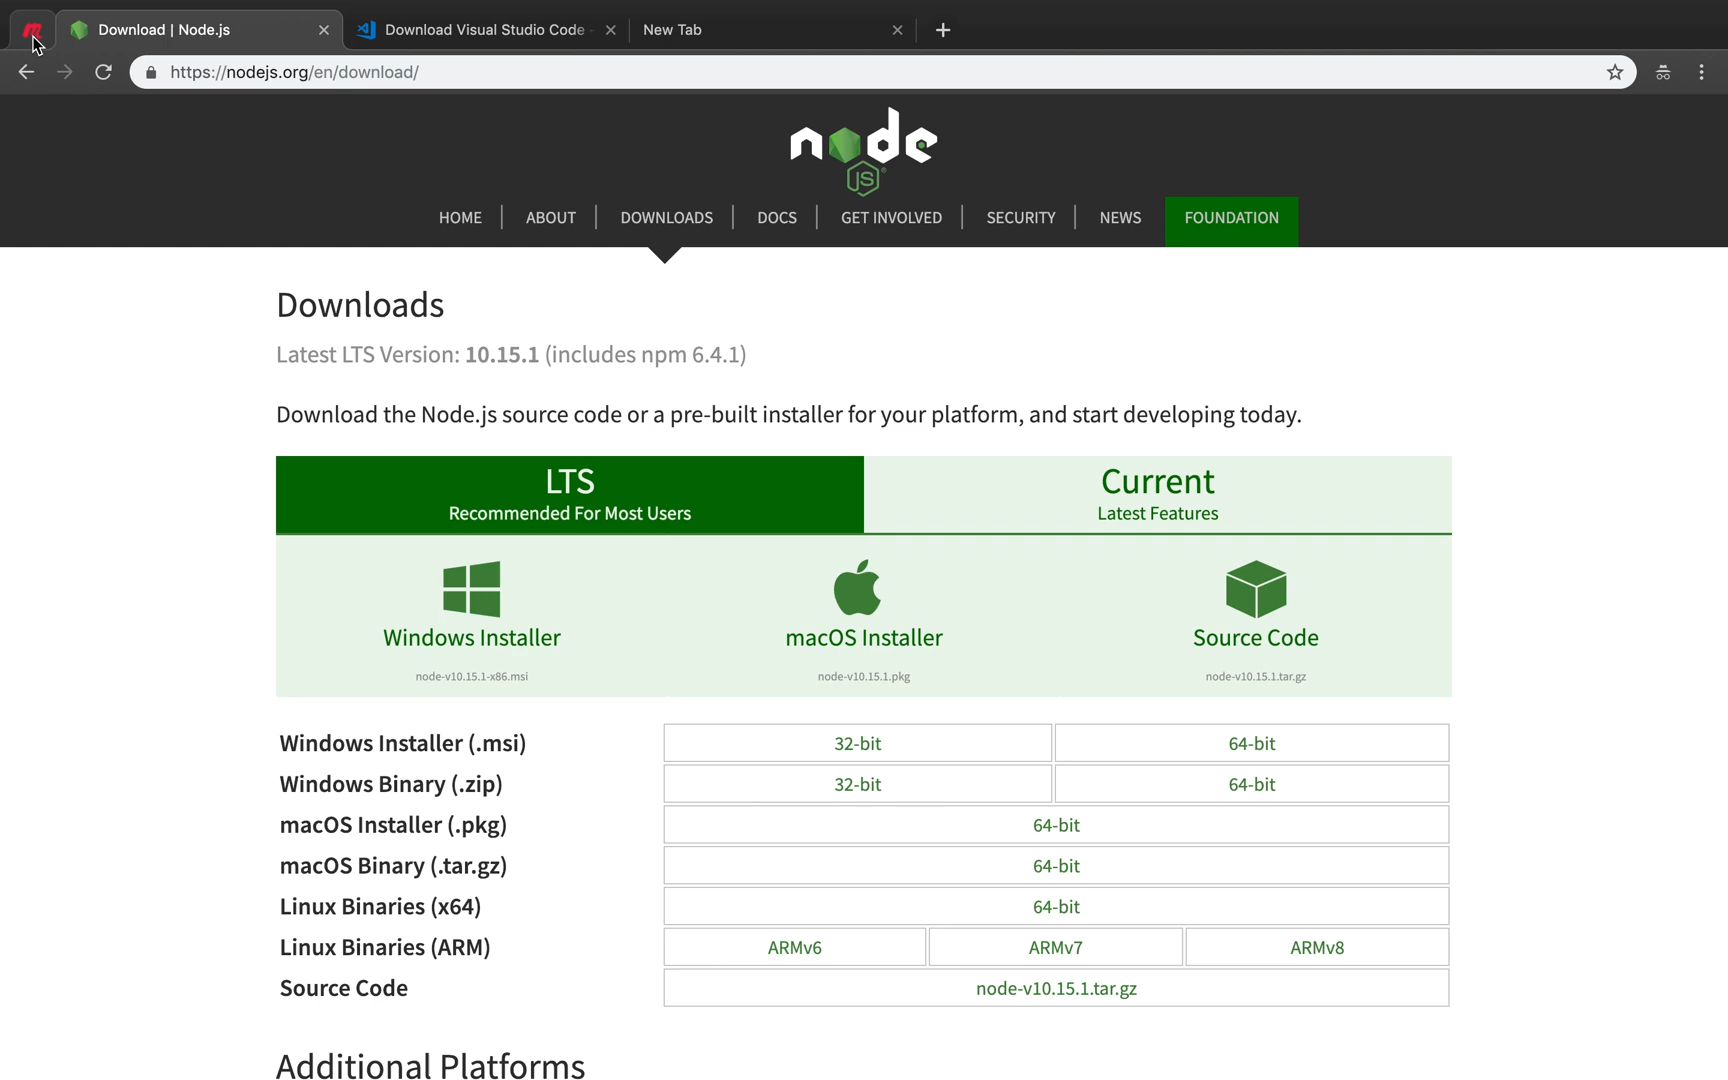 Download | Node.js
Download Visual Studio Code -
New Tab
https://nodejs.org/en/download/
node
JS
HOME
ABOUT
DOWNLOADS
DOCS
GET INVOLVED
SECURITY
NEWS
FOUNDATION
Downloads
Latest LTS Version: 10.15.1 (includes npm 6.4.1)
Download the Node.js source code or a pre-built installer for your platform, and start developing today.
LTS
Recommended For Most Users
Current
Latest Features
Windows Installer
node-v10.15.1-x86.msi
macOS Installer
node-v10.15.1.pkg
Source Code
node-v10.15.1.tar.gz
Windows Installer (.msi)
32-bit
64-bit
Windows Binary (.zip)
32-bit
64-bit
macOS Installer (.pkg)
64-bit
macOS Binary (.tar.gz)
64-bit
Linux Binaries (x64)
64-bit
Linux Binaries (ARM)
ARMv6
ARMv7
ARMv8
Source Code
node-v10.15.1.tar.gz
Additional Platforms